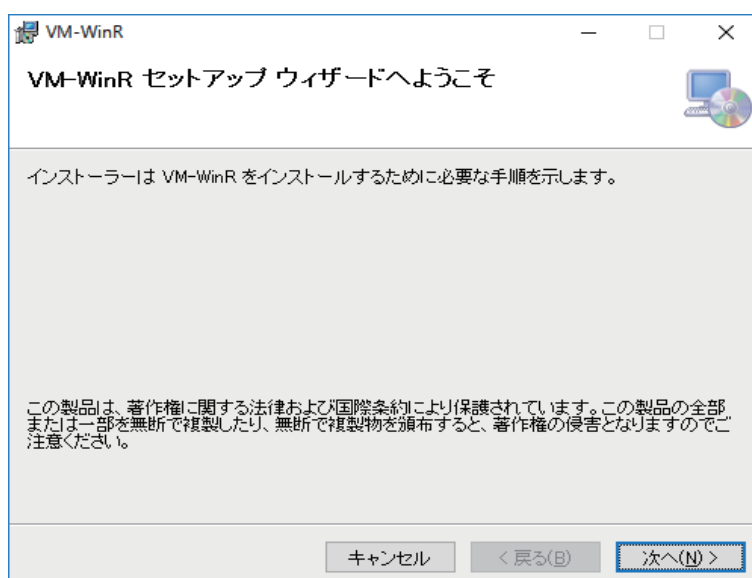 VM-WinR
VM-WinR セットアップ ウィザードへようこそ
インストーラーは VM-WinR をインストールするために必要な手順を示します。
この製品は、著作権に関する法律および国際条約により保護されています。この製品の全部
または一部を無断で複製したり、無断で複製物を頒布すると、著作権の侵害となりますのでご
注意ください。
キャンセル < 戻る(B) 次へ(N) >